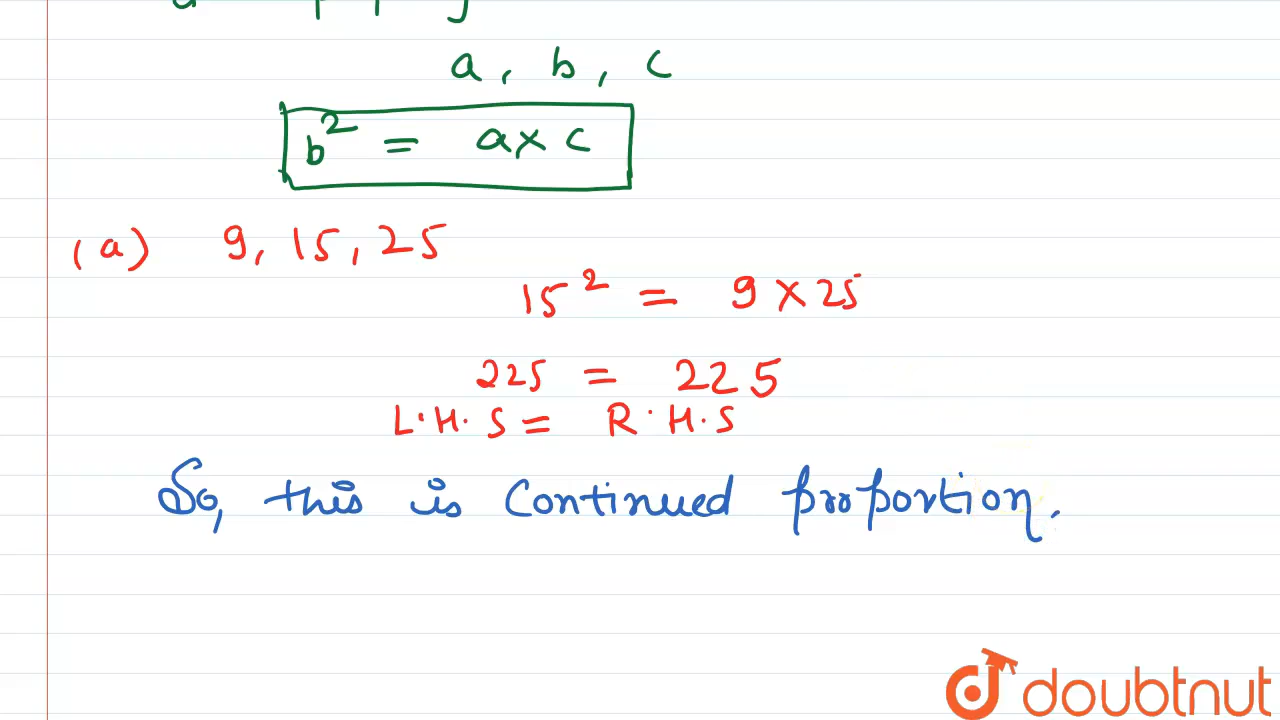 a, b, c
b² = a × c
(a) 9, 15, 25
15² = 9 × 25
225 = 225
L.H.S = R.H.S
So, this is Continued proportion.
doubtnut